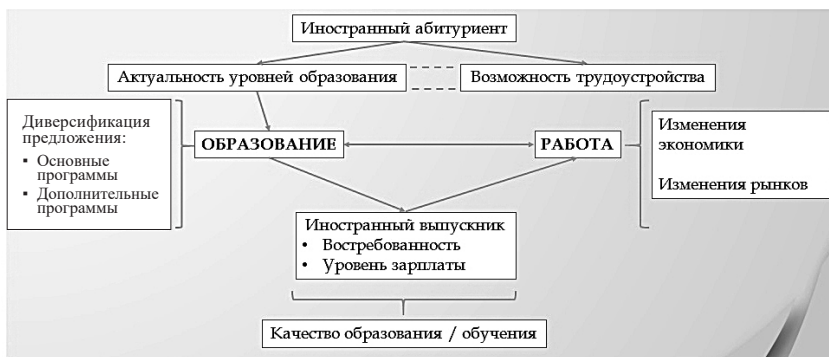 Иностранный абитуриент
Актуальность уровней образования
Возможность трудоустройства
Диверсификация
предложения:
▪ Основные
программы
▪ Дополнительные
программы
ОБРАЗОВАНИЕ
РАБОТА
Изменения
экономики
Изменения рынков
Иностранный выпускник
• Востребованность
• Уровень зарплаты
Качество образования / обучения